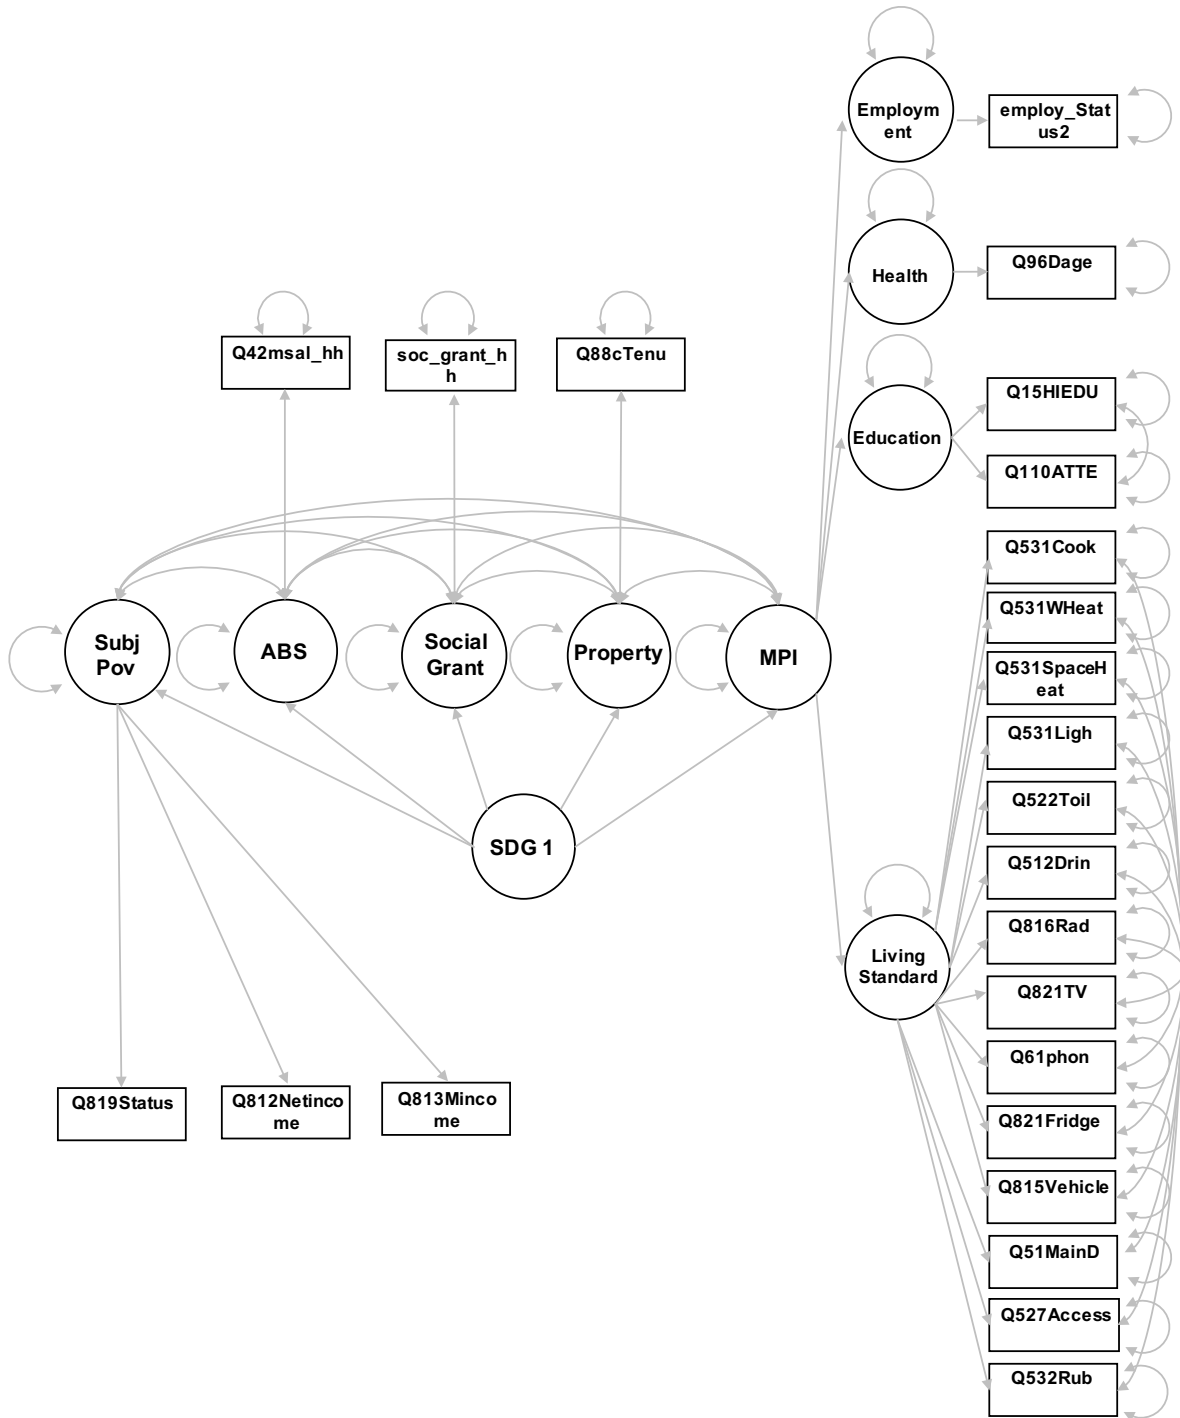 Employm
ent
employ_Stat
us2
Health
Q96Dage
Q42msal_hh
soc_grant_h
h
Q88cTenu
Education
Q15HIEDU
Q110ATTE
Subj
Pov
ABS
Social
Grant
Property
MPI
SDG 1
Q531Cook
Q531WHeat
Q531SpaceH
eat
Q531Ligh
Q522Toil
Q512Drin
Living
Standard
Q816Rad
Q821TV
Q61phon
Q821Fridge
Q815Vehicle
Q51MainD
Q527Access
Q532Rub
Q819Status
Q812Netinco
me
Q813Minco
me